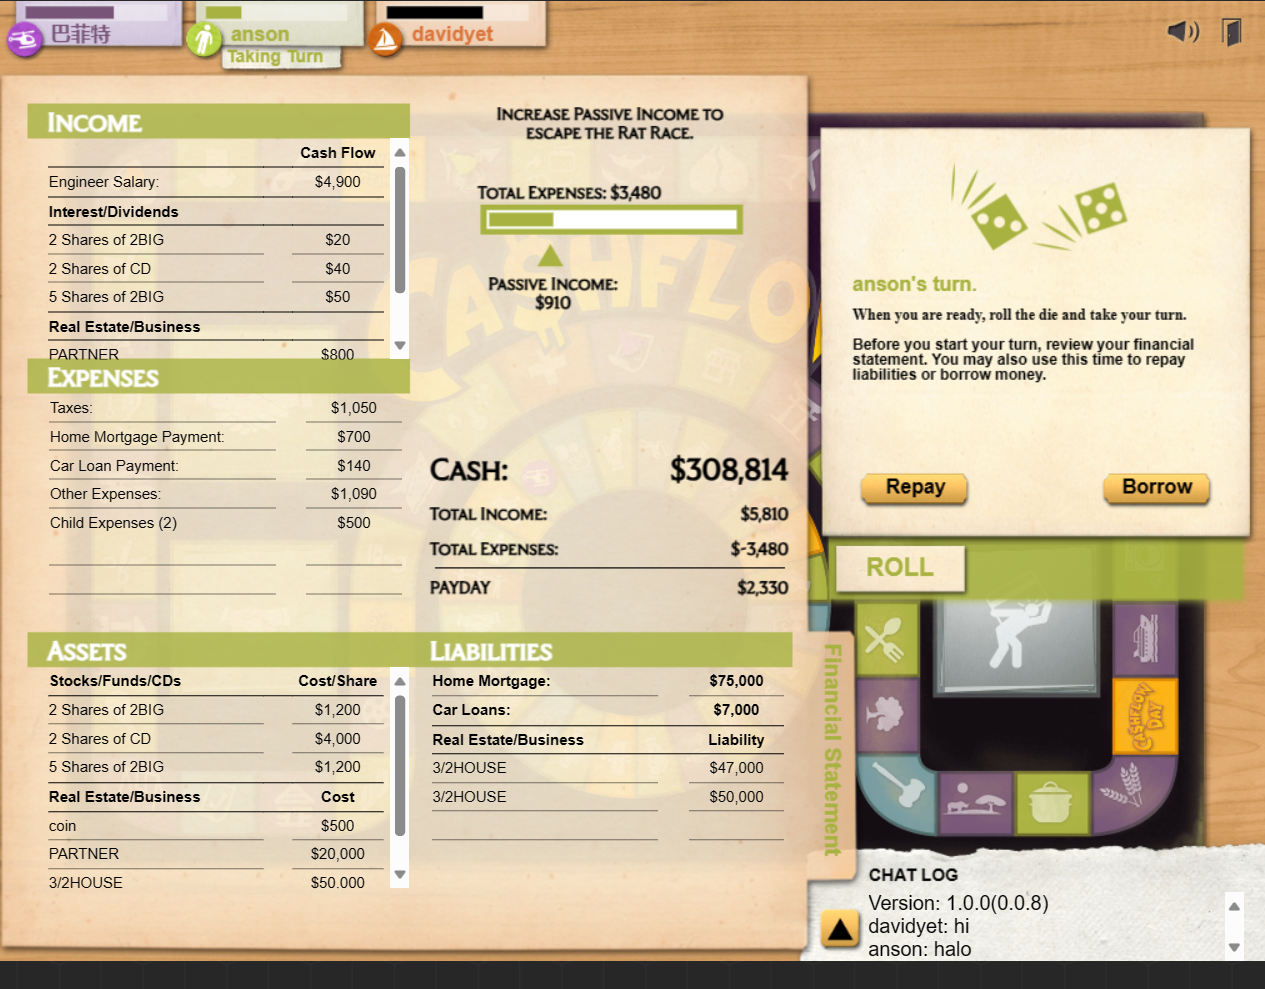 巴菲特
anson
Taking Turn
davidyet
INCOME
Cash Flow
Engineer Salary: $4,900
Interest/Dividends
2 Shares of 2BIG $20
2 Shares of CD $40
5 Shares of 2BIG $50
Real Estate/Business
PARTNER $800
EXPENSES
Taxes: $1,050
Home Mortgage Payment: $700
Car Loan Payment: $140
Other Expenses: $1,090
Child Expenses (2) $500
INCREASE PASSIVE INCOME TO
ESCAPE THE RAT RACE.
TOTAL EXPENSES: $3,480
PASSIVE INCOME:
$910
CASHFLO
CASH: $308,814
TOTAL INCOME: $5,810
TOTAL EXPENSES: $-3,480
PAYDAY $2,330
ASSETS
Stocks/Funds/CDs Cost/Share
2 Shares of 2BIG $1,200
2 Shares of CD $4,000
5 Shares of 2BIG $1,200
Real Estate/Business Cost
coin $500
PARTNER $20,000
3/2HOUSE $50.000
LIABILITIES
Home Mortgage: $75,000
Car Loans: $7,000
Real Estate/Business Liability
3/2HOUSE $47,000
3/2HOUSE $50,000
Financial Statement
anson's turn.
When you are ready, roll the die and take your turn.
Before you start your turn, review your financial
statement. You may also use this time to repay
liabilities or borrow money.
Repay
Borrow
ROLL
CASHFLOW
DAY
CHAT LOG
Version: 1.0.0(0.0.8)
davidyet: hi
anson: halo